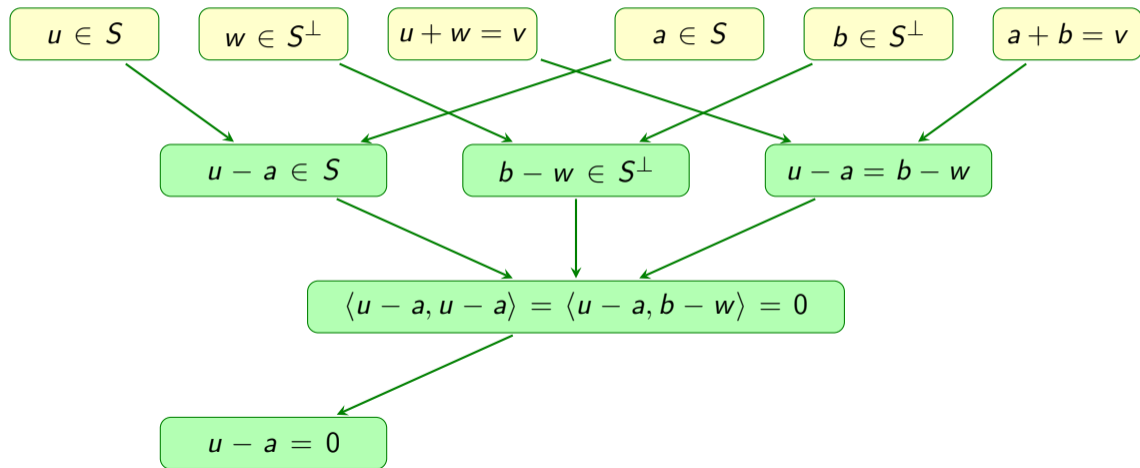 u ∈ S
w ∈ S⊥
u + w = v
a ∈ S
b ∈ S⊥
a + b = v
u − a ∈ S
b − w ∈ S⊥
u − a = b − w
⟨u − a, u − a⟩ = ⟨u − a, b − w⟩ = 0
u − a = 0